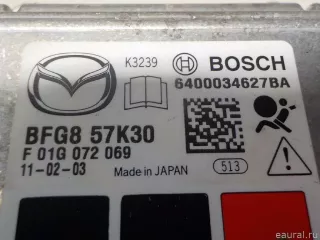 K3239
BOSCH
6400034627BA
BFG8 57K30
F 01G 072 069
11-02-03
Made in JAPAN
513
eaural.ru